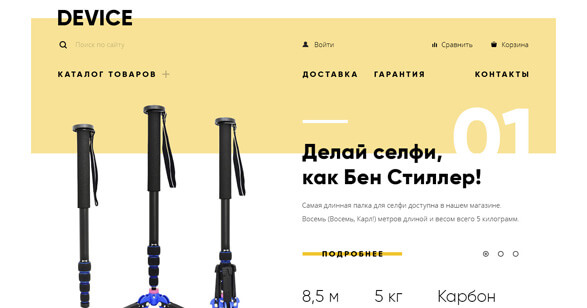 DEVICE
Поиск по сайту
Войти
Сравнить
Корзина
КАТАЛОГ ТОВАРОВ +
ДОСТАВКА
ГАРАНТИЯ
КОНТАКТЫ
01
Делай селфи,
как Бен Стиллер!
Самая длинная палка для селфи доступна в нашем магазине.
Восемь (Восемь, Карл!) метров длиной и весом всего 5 килограмм.
ПОДРОБНЕЕ
8,5 м
5 кг
Карбон